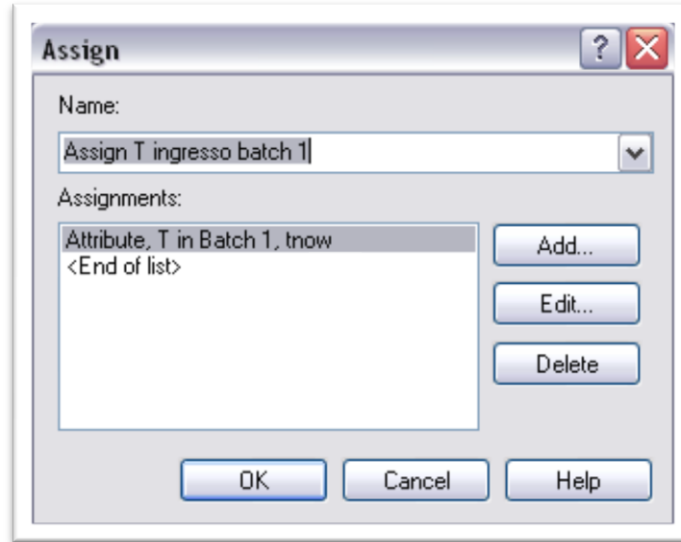 Assign
?
Name:
Assign T ingresso batch 1
Assignments:
Attribute, T in Batch 1, tnow
<End of list>
Add...
Edit...
Delete
OK
Cancel
Help